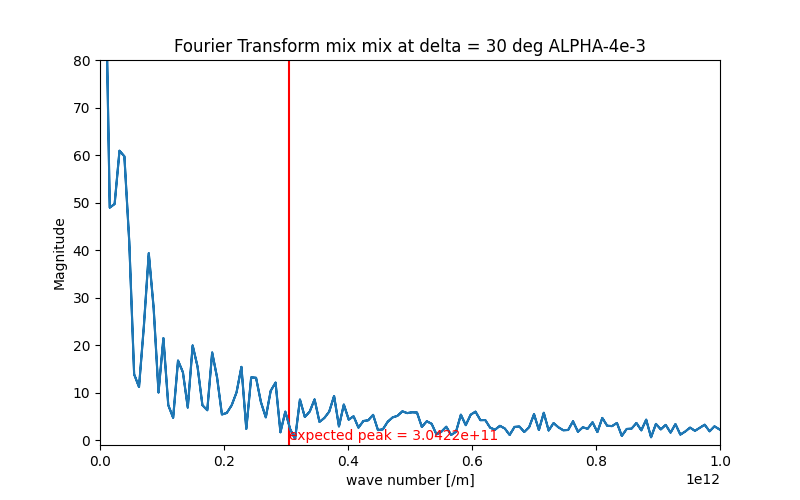 Fourier Transform mix mix at delta = 30 deg ALPHA-4e-3
80
70
60
50
40
30
20
10
0
Magnitude
expected peak = 3.0422e+11
0.0 0.2 0.4 0.6 0.8 1.0
1e12
wave number [/m]